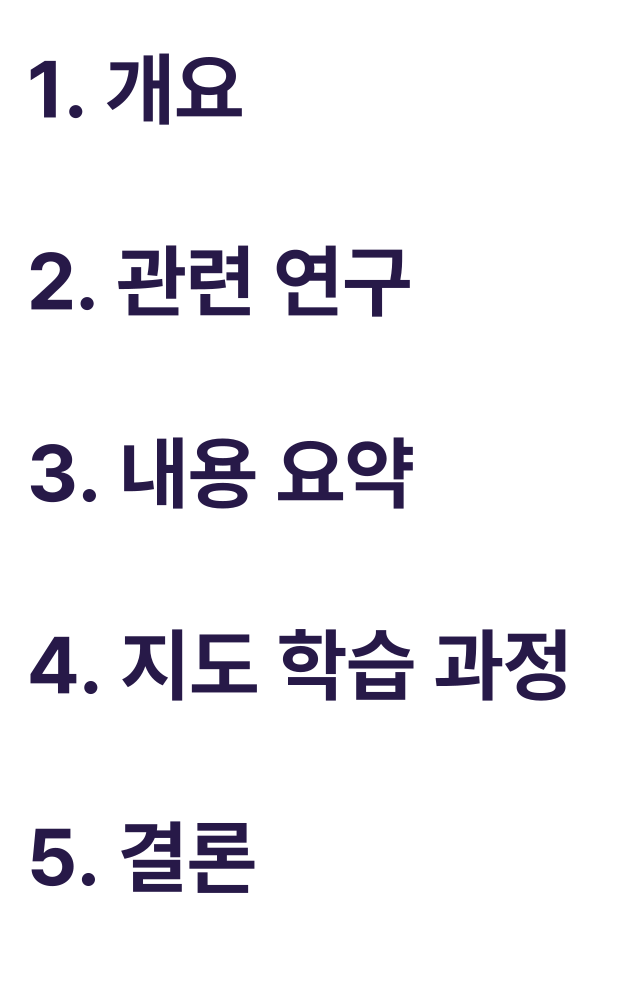 1. 개요
2. 관련 연구
3. 내용 요약
4. 지도 학습 과정
5. 결론